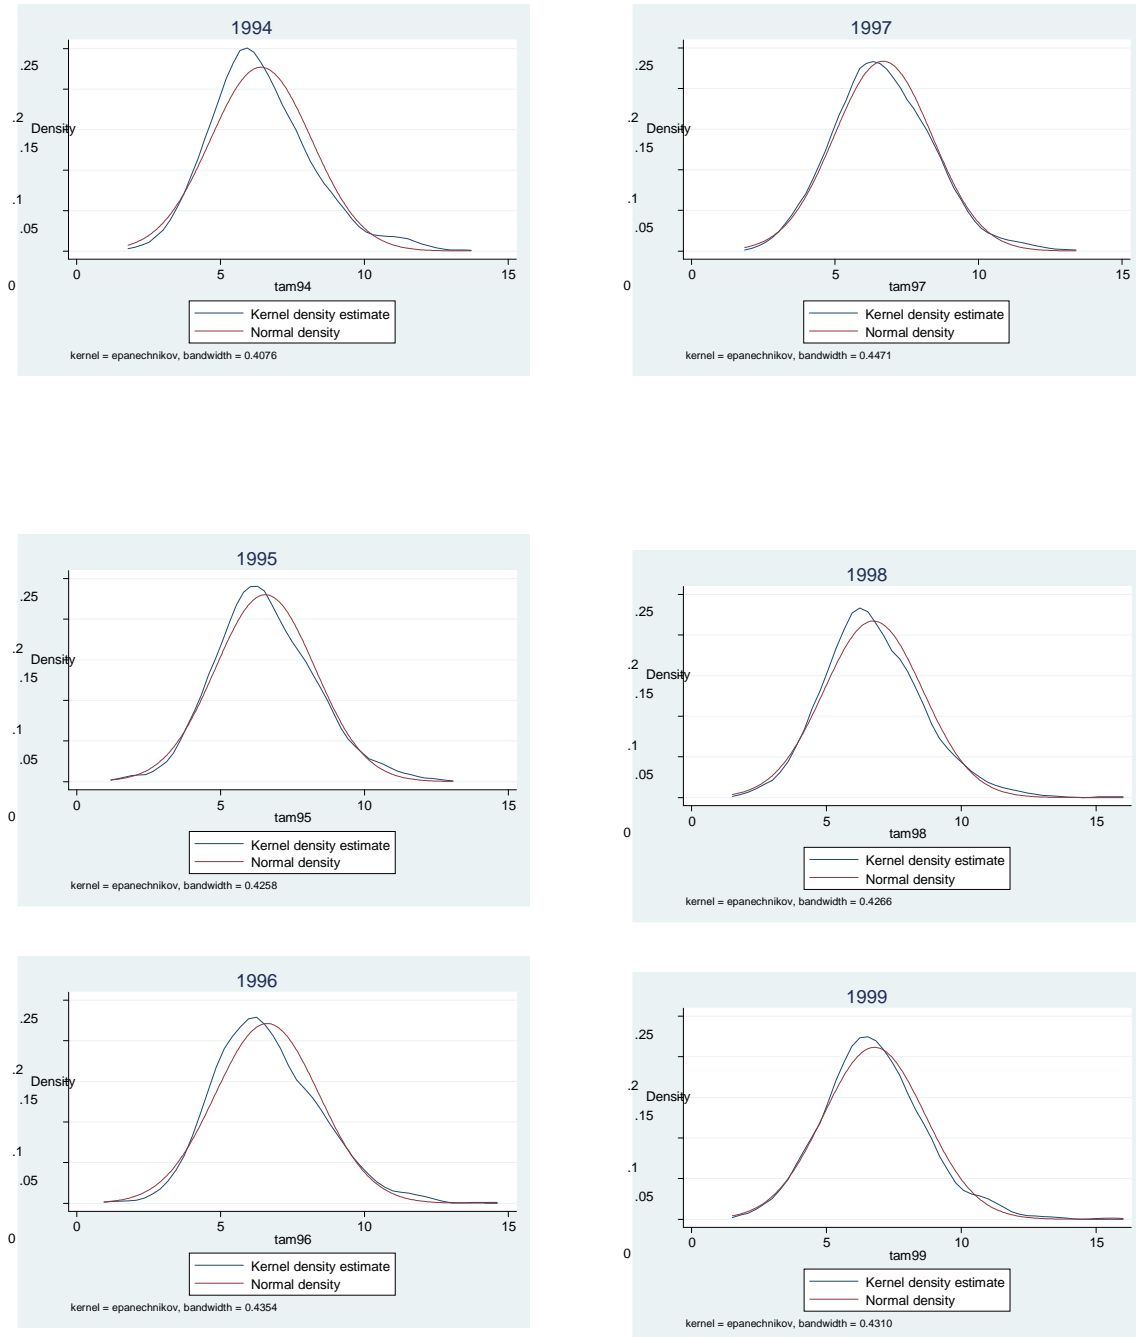 1994
.25
.2
Density
.15
.1
.05
0
0 5 10 15
tam94
Kernel density estimate
Normal density
kernel = epanechnikov, bandwidth = 0.4076
1997
.25
.2
Density
.15
.1
.05
0
0 5 10 15
tam97
Kernel density estimate
Normal density
kernel = epanechnikov, bandwidth = 0.4471
1995
.25
.2
Density
.15
.1
.05
0
0 5 10 15
tam95
Kernel density estimate
Normal density
kernel = epanechnikov, bandwidth = 0.4258
1998
.25
.2
Density
.15
.1
.05
0
0 5 10 15
tam98
Kernel density estimate
Normal density
kernel = epanechnikov, bandwidth = 0.4266
1996
.25
.2
Density
.15
.1
.05
0
0 5 10 15
tam96
Kernel density estimate
Normal density
kernel = epanechnikov, bandwidth = 0.4354
1999
.25
.2
Density
.15
.1
.05
0
0 5 10 15
tam99
Kernel density estimate
Normal density
kernel = epanechnikov, bandwidth = 0.4310